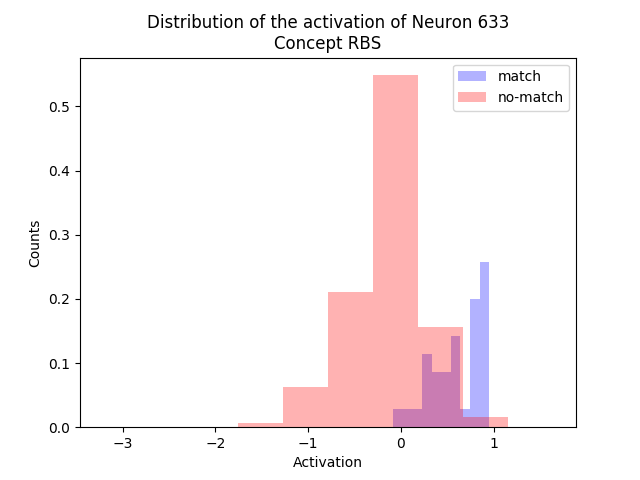 Distribution of the activation of Neuron 633
Concept RBS
match
no-match
Counts
0.5
0.4
0.3
0.2
0.1
0.0
−3
−2
−1
0
1
Activation